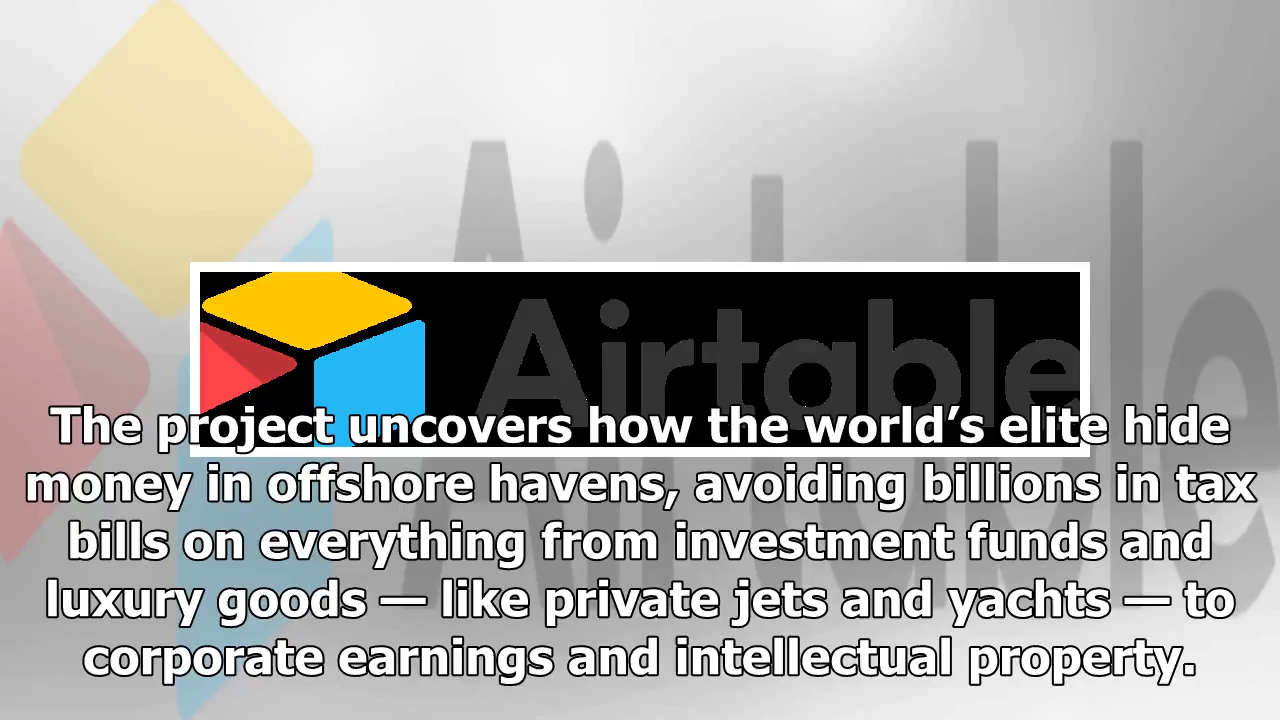 Airtable
Airtable
The project uncovers how the world’s elite hide
money in offshore havens, avoiding billions in tax
bills on everything from investment funds and
luxury goods — like private jets and yachts — to
corporate earnings and intellectual property.